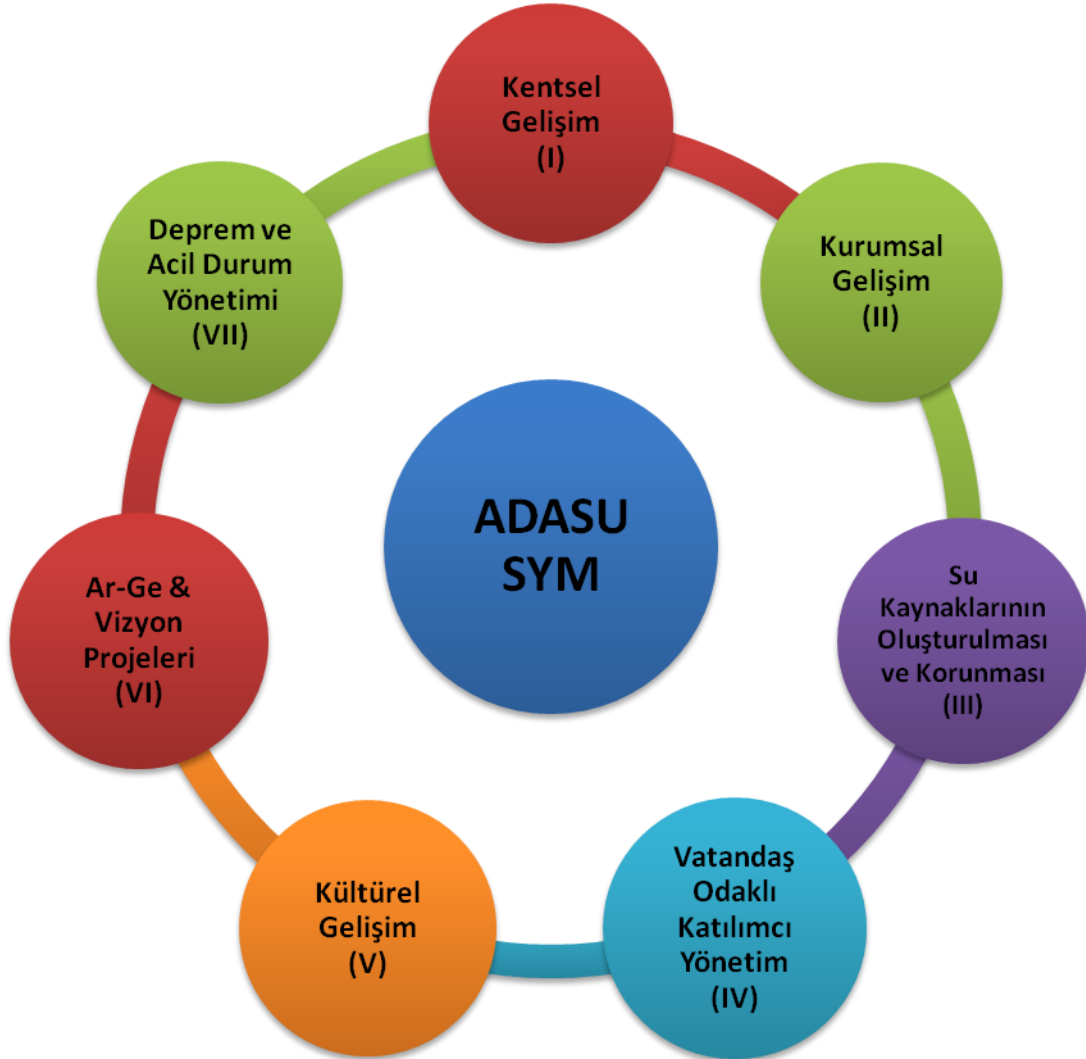 Kentsel
Gelişim
(I)
Kurumsal
Gelişim
(II)
Su
Kaynaklarının
Oluşturulması
ve Korunması
(III)
Vatandaş
Odaklı
Katılımcı
Yönetim
(IV)
Kültürel
Gelişim
(V)
Ar-Ge &
Vizyon
Projeleri
(VI)
Deprem ve
Acil Durum
Yönetimi
(VII)
ADASU
SYM